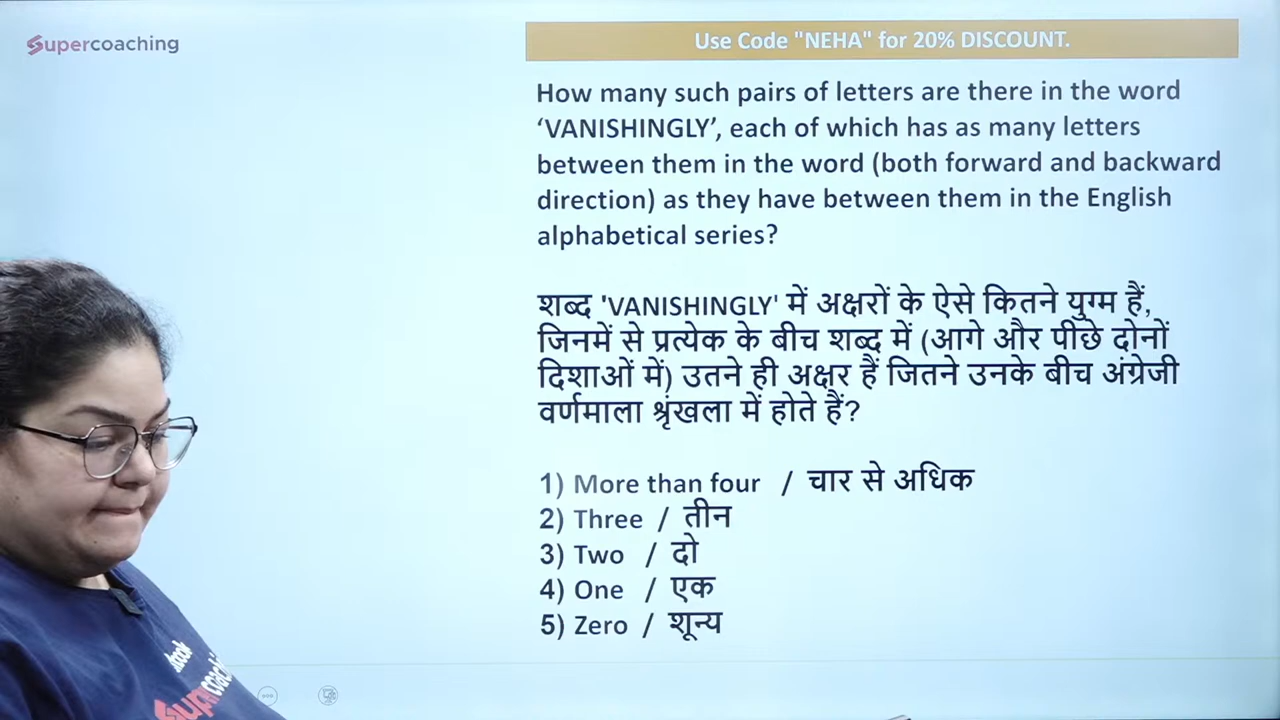 Supercoaching
Use Code "NEHA" for 20% DISCOUNT.
How many such pairs of letters are there in the word
‘VANISHINGLY’, each of which has as many letters
between them in the word (both forward and backward
direction) as they have between them in the English
alphabetical series?
शब्द 'VANISHINGLY' में अक्षरों के ऐसे कितने युग्म हैं,
जिनमें से प्रत्येक के बीच शब्द में (आगे और पीछे दोनों
दिशाओं में) उतने ही अक्षर हैं जितने उनके बीच अंग्रेजी
वर्णमाला श्रृंखला में होते हैं?
1) More than four / चार से अधिक
2) Three / तीन
3) Two / दो
4) One / एक
5) Zero / शून्य